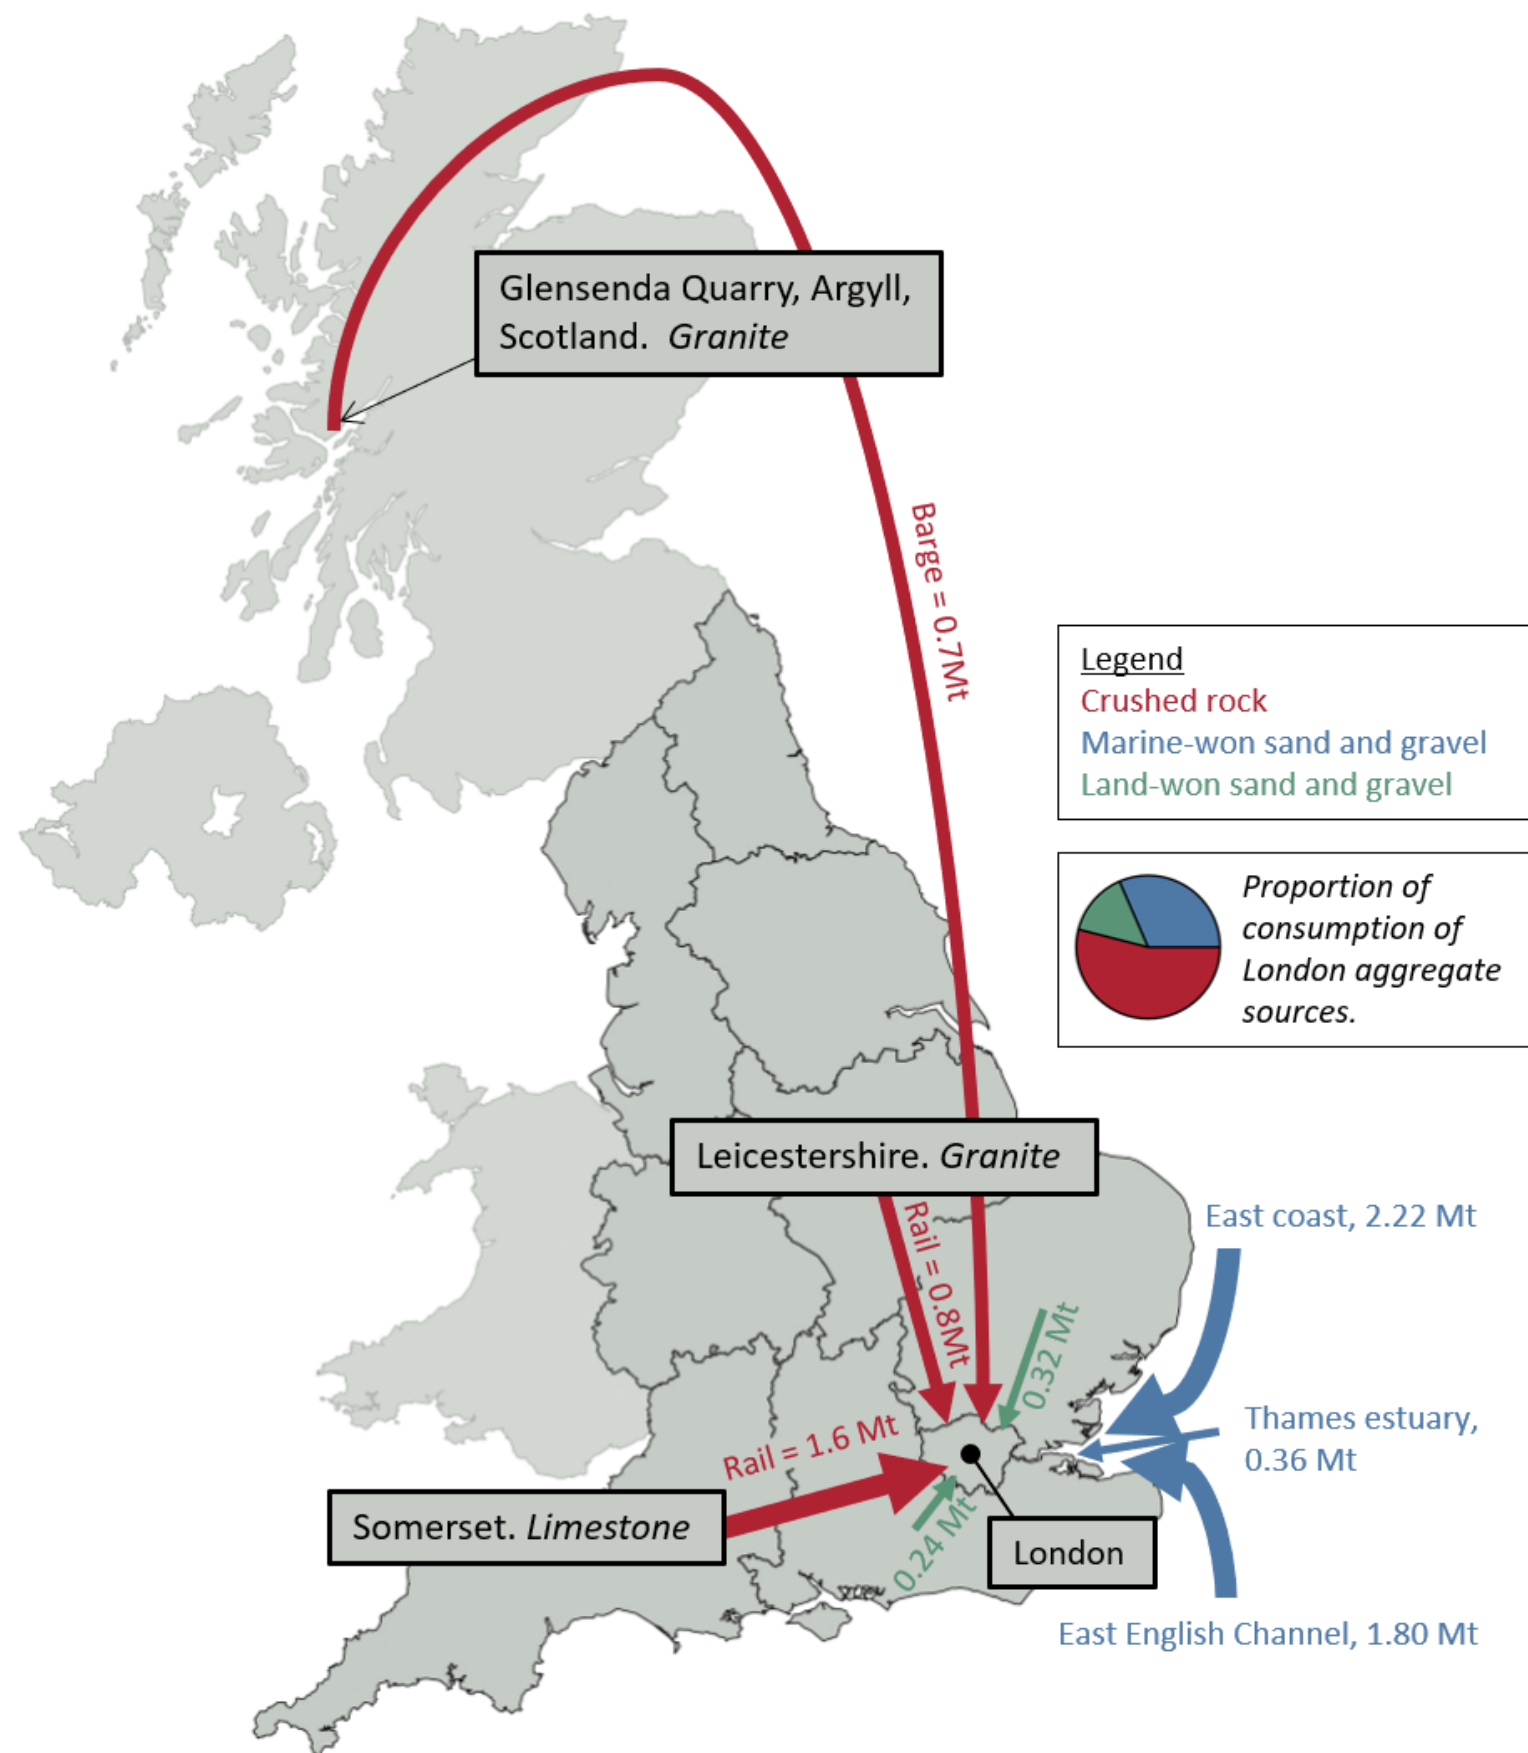 Glensenda Quarry, Argyll,
Scotland. Granite
Barge = 0.7Mt
Legend
Crushed rock
Marine-won sand and gravel
Land-won sand and gravel
Proportion of
consumption of
London aggregate
sources.
Leicestershire. Granite
Rail = 0.8Mt
East coast, 2.22 Mt
0.32 Mt
Thames estuary,
0.36 Mt
Rail = 1.6 Mt
Somerset. Limestone
0.24 Mt
London
East English Channel, 1.80 Mt